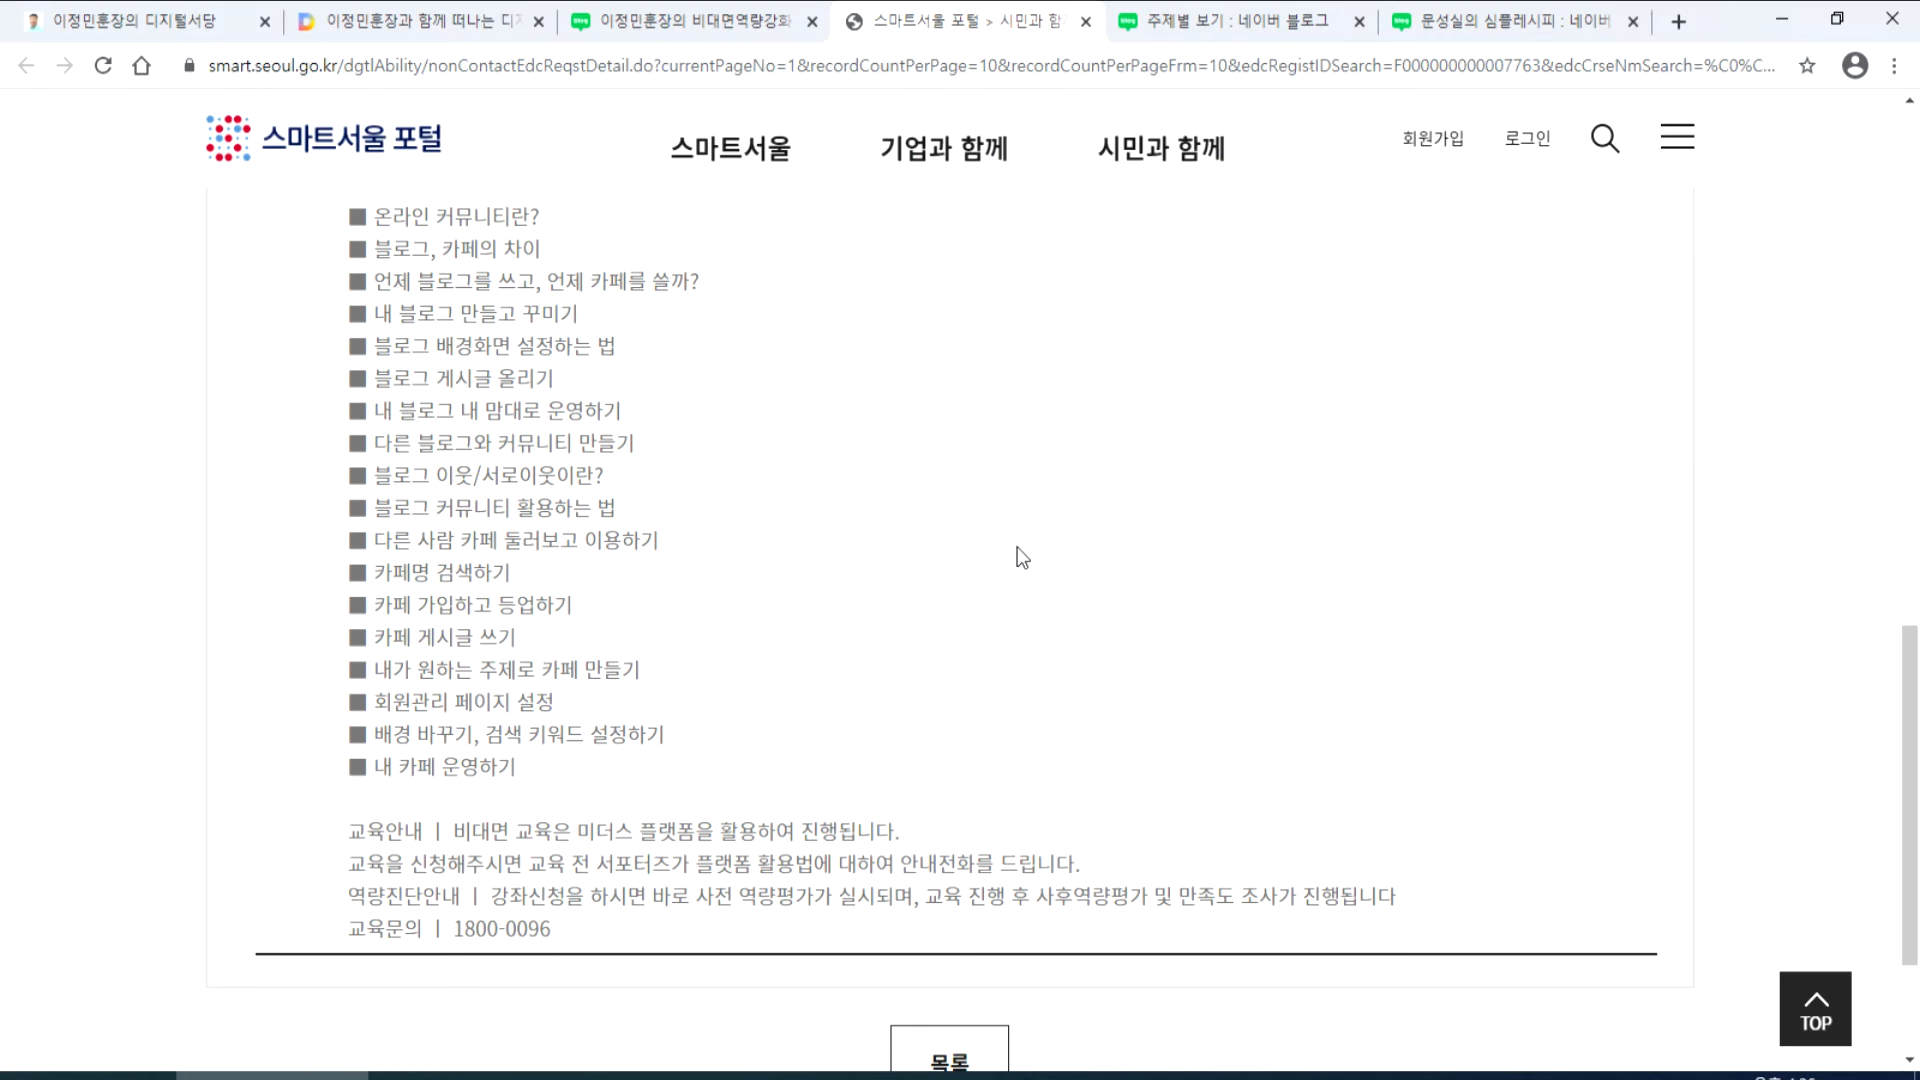 이정민훈장의 디지털서당
이정민훈장과 함께 떠나는 디지
이정민훈장의 비대면역량강화
스마트서울 포털 > 시민과 함
주제별 보기 : 네이버 블로그
문성실의 심플레시피 : 네이버
smart.seoul.go.kr/dgtlAbility/nonContactEdcReqstDetail.do?currentPageNo=1&recordCountPerPage=10&recordCountPerPageFrm=10&edcRegistIDSearch=F000000000007763&edcCrseNmSearch=%C0%C...
스마트서울 포털
스마트서울
기업과 함께
시민과 함께
회원가입
로그인
■ 온라인 커뮤니티란?
■ 블로그, 카페의 차이
■ 언제 블로그를 쓰고, 언제 카페를 쓸까?
■ 내 블로그 만들고 꾸미기
■ 블로그 배경화면 설정하는 법
■ 블로그 게시글 올리기
■ 내 블로그 내 맘대로 운영하기
■ 다른 블로그와 커뮤니티 만들기
■ 블로그 이웃/서로이웃이란?
■ 블로그 커뮤니티 활용하는 법
■ 다른 사람 카페 둘러보고 이용하기
■ 카페명 검색하기
■ 카페 가입하고 등업하기
■ 카페 게시글 쓰기
■ 내가 원하는 주제로 카페 만들기
■ 회원관리 페이지 설정
■ 배경 바꾸기, 검색 키워드 설정하기
■ 내 카페 운영하기
교육안내 ㅣ 비대면 교육은 미더스 플랫폼을 활용하여 진행됩니다.
교육을 신청해주시면 교육 전 서포터즈가 플랫폼 활용법에 대하여 안내전화를 드립니다.
역량진단안내 ㅣ 강좌신청을 하시면 바로 사전 역량평가가 실시되며, 교육 진행 후 사후역량평가 및 만족도 조사가 진행됩니다
교육문의 ㅣ 1800-0096
TOP
목록